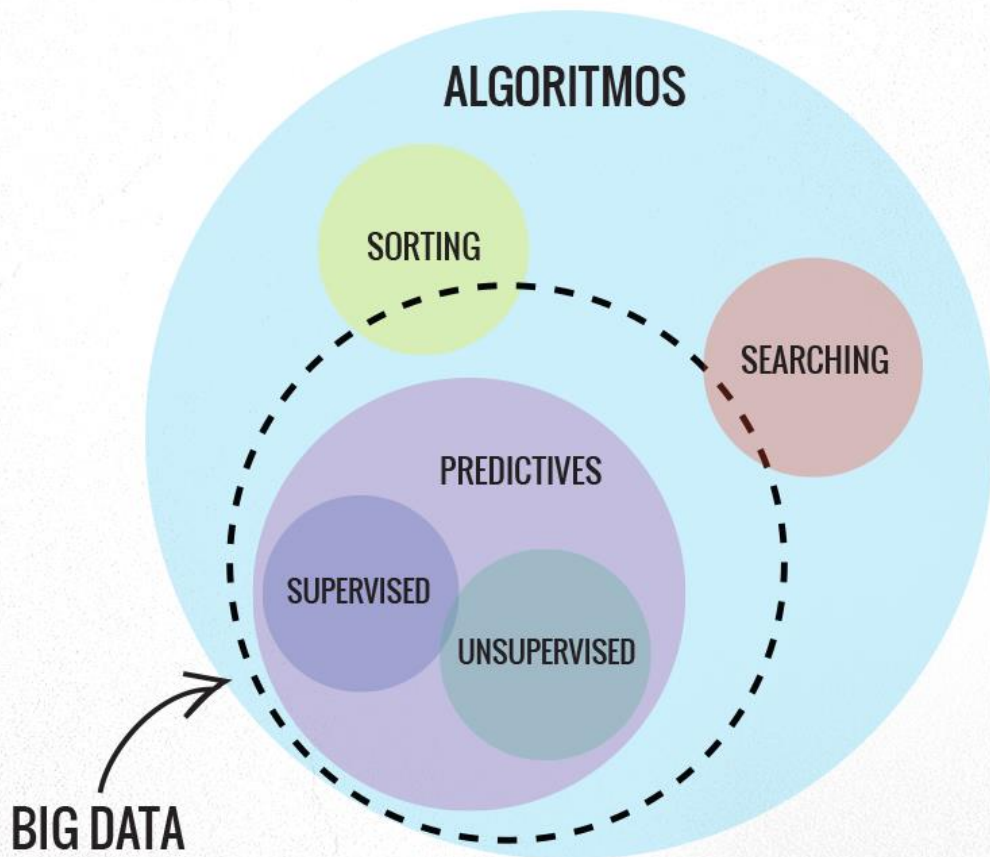 ALGORITMOS
SORTING
SEARCHING
PREDICTIVES
SUPERVISED
UNSUPERVISED
BIG DATA